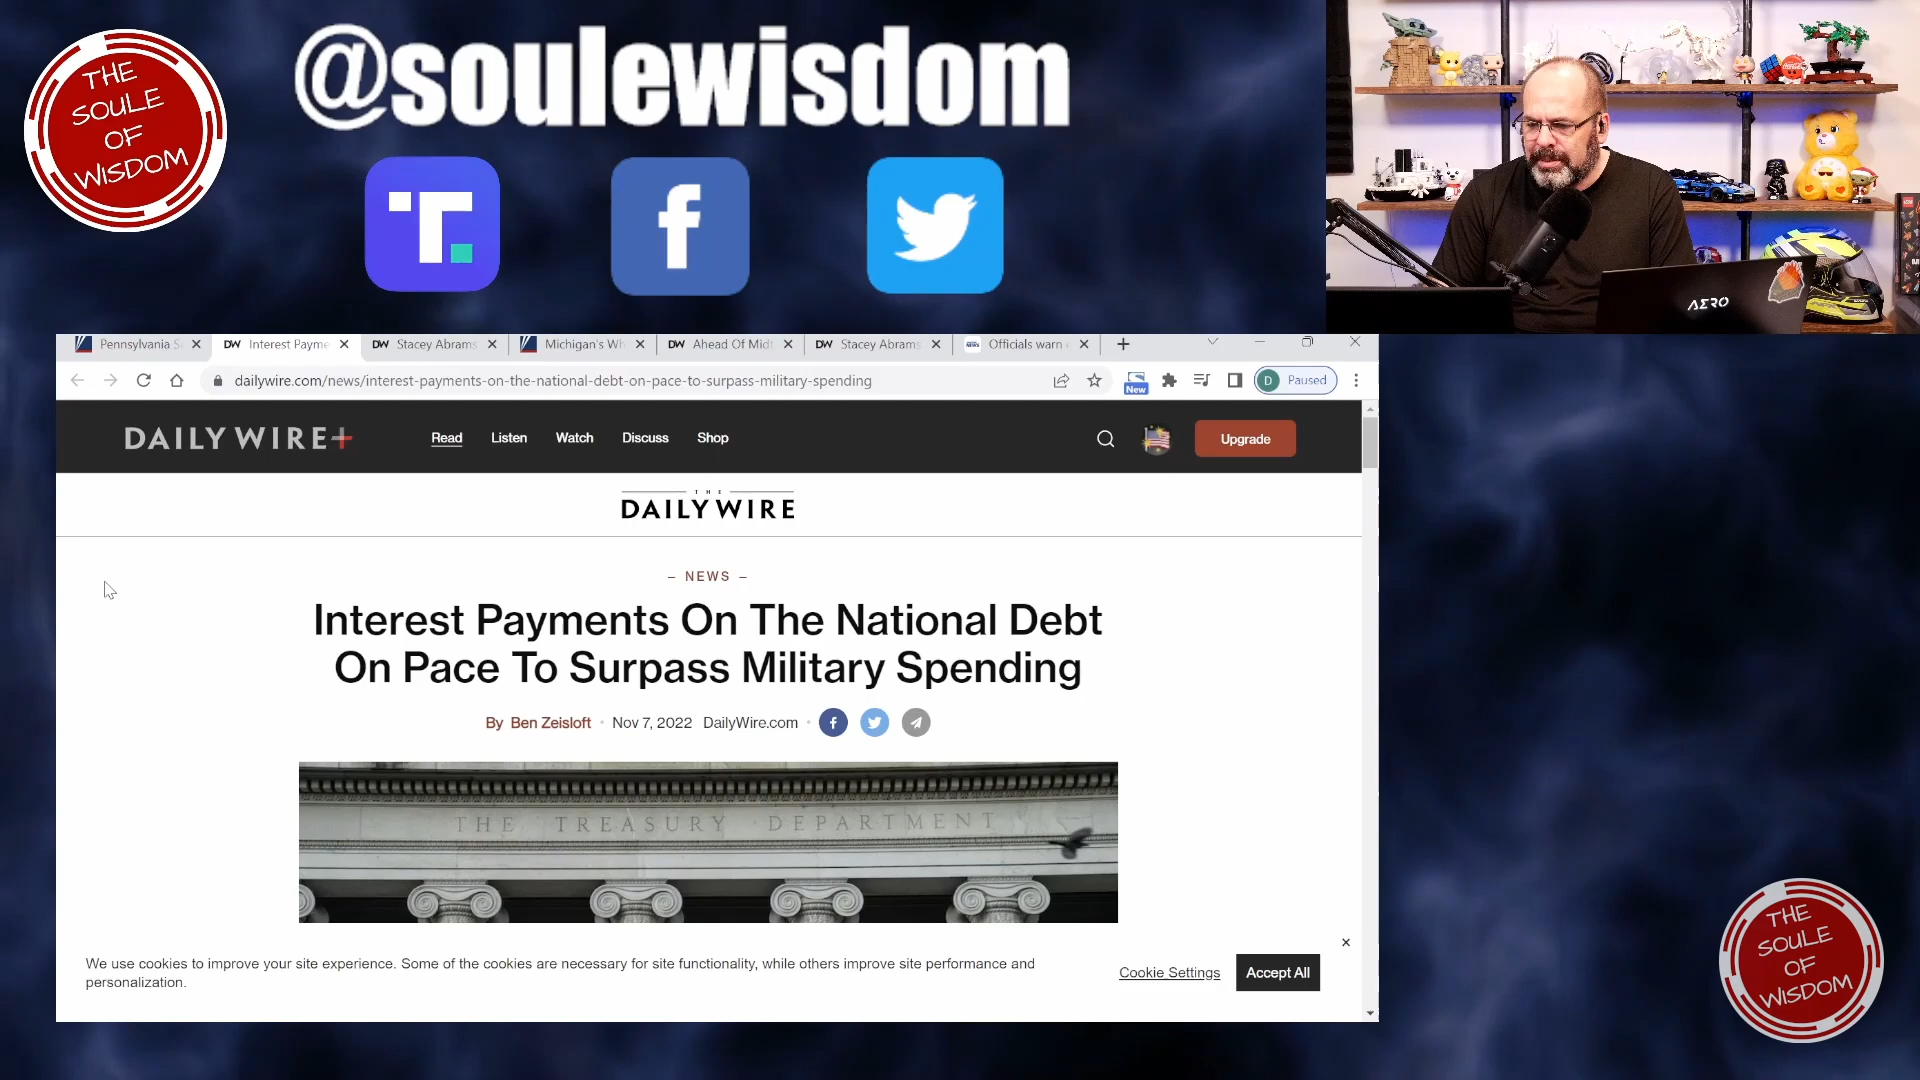 THE
SOULE
OF
WISDOM
@soulewisdom
Pennsylvania S
Interest Payme
Stacey Abrams
Michigan's Wh
Ahead Of Midt
Stacey Abrams
Officials warn
dailywire.com/news/interest-payments-on-the-national-debt-on-pace-to-surpass-military-spending
New
D Paused
DAILY WIRE+
Read Listen Watch Discuss Shop
Upgrade
THE
DAILY WIRE
– NEWS –
Interest Payments On The National Debt
On Pace To Surpass Military Spending
By Ben Zeisloft • Nov 7, 2022 DailyWire.com •
THE TREASURY DEPARTMENT
We use cookies to improve your site experience. Some of the cookies are necessary for site functionality, while others improve site performance and
personalization.
Cookie Settings
Accept All
AERO
THE
SOULE
OF
WISDOM